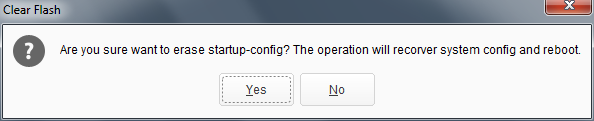 Clear Flash
Are you sure want to erase startup-config? The operation will recorver system config and reboot.
Yes
No